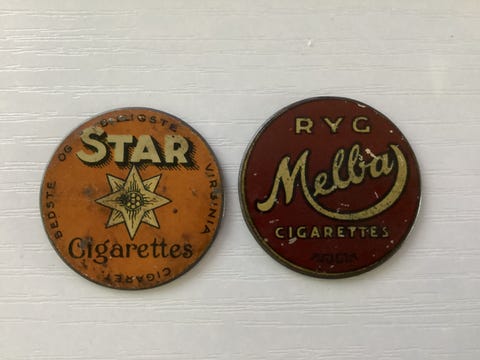 BEDSTE OG BILLIGSTE VIRGINIA CIGARET
STAR
Cigarettes
RYG
Melba
CIGARETTES